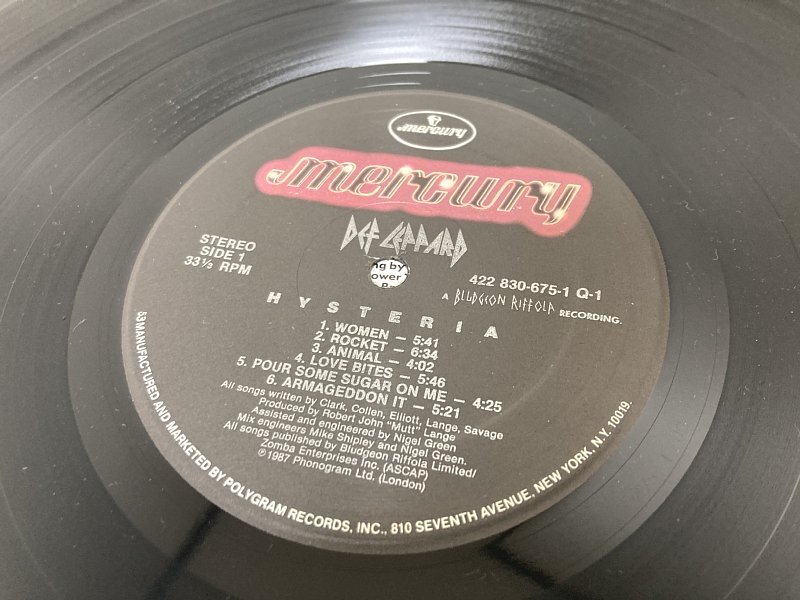 mercury
mercury
DEF LEPPARD
STEREO
SIDE 1
33⅓ RPM
ng by
ower
422 830-675-1 Q-1
A BLUDGEON RIFFOLA RECORDING.
HYSTERIA
1. WOMEN — 5:41
2. ROCKET — 6:34
3. ANIMAL — 4:02
4. LOVE BITES — 5:46
5. POUR SOME SUGAR ON ME — 4:25
6. ARMAGEDDON IT — 5:21
All songs written by Clark, Collen, Elliott, Lange, Savage
Produced by Robert John "Mutt" Lange
Assisted and engineered by Nigel Green
Mix engineers Mike Shipley and Nigel Green.
All songs published by Bludgeon Riffola Limited/
Zomba Enterprises Inc. (ASCAP)
℗1987 Phonogram Ltd. (London)
53MANUFACTURED AND MARKETED BY POLYGRAM RECORDS, INC., 810 SEVENTH AVENUE, NEW YORK, N.Y. 10019.